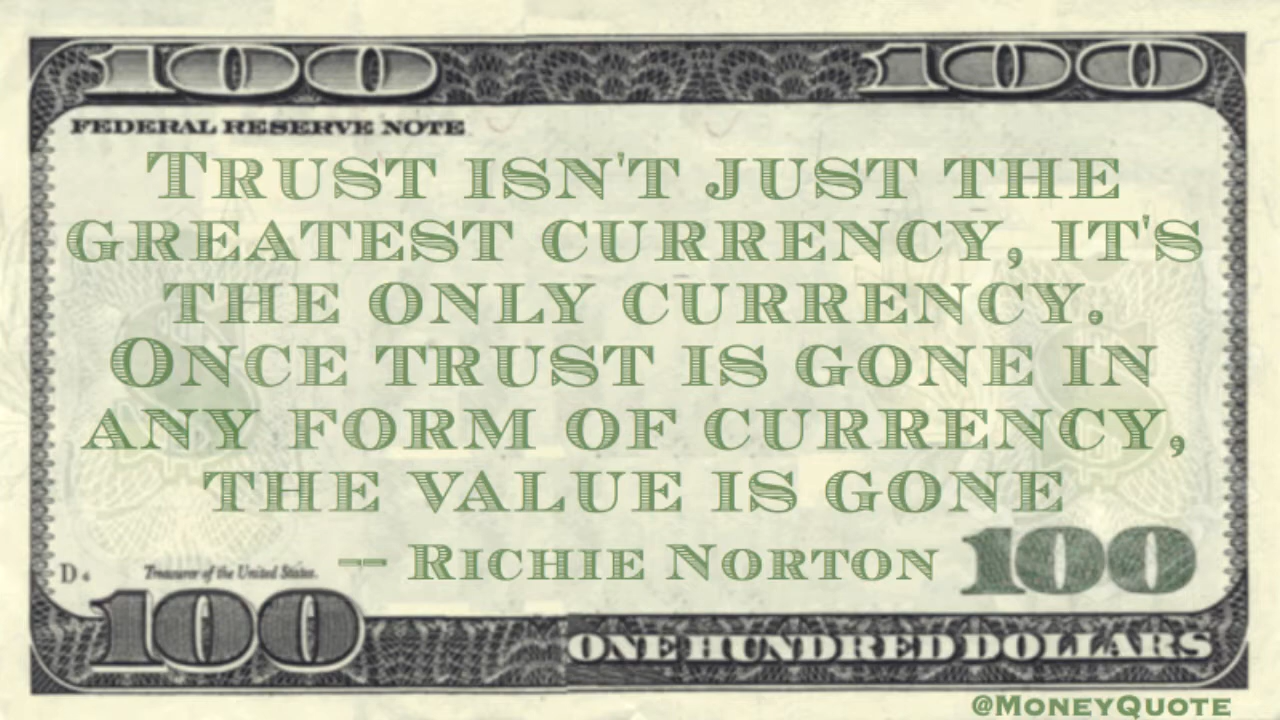 100 100
FEDERAL RESERVE NOTE
TRUST ISN'T JUST THE
GREATEST CURRENCY, IT'S
THE ONLY CURRENCY.
ONCE TRUST IS GONE IN
ANY FORM OF CURRENCY,
THE VALUE IS GONE
-- RICHIE NORTON 100
D Treasurer of the United States.
100 ONE HUNDRED DOLLARS
@MONEYQUOTE